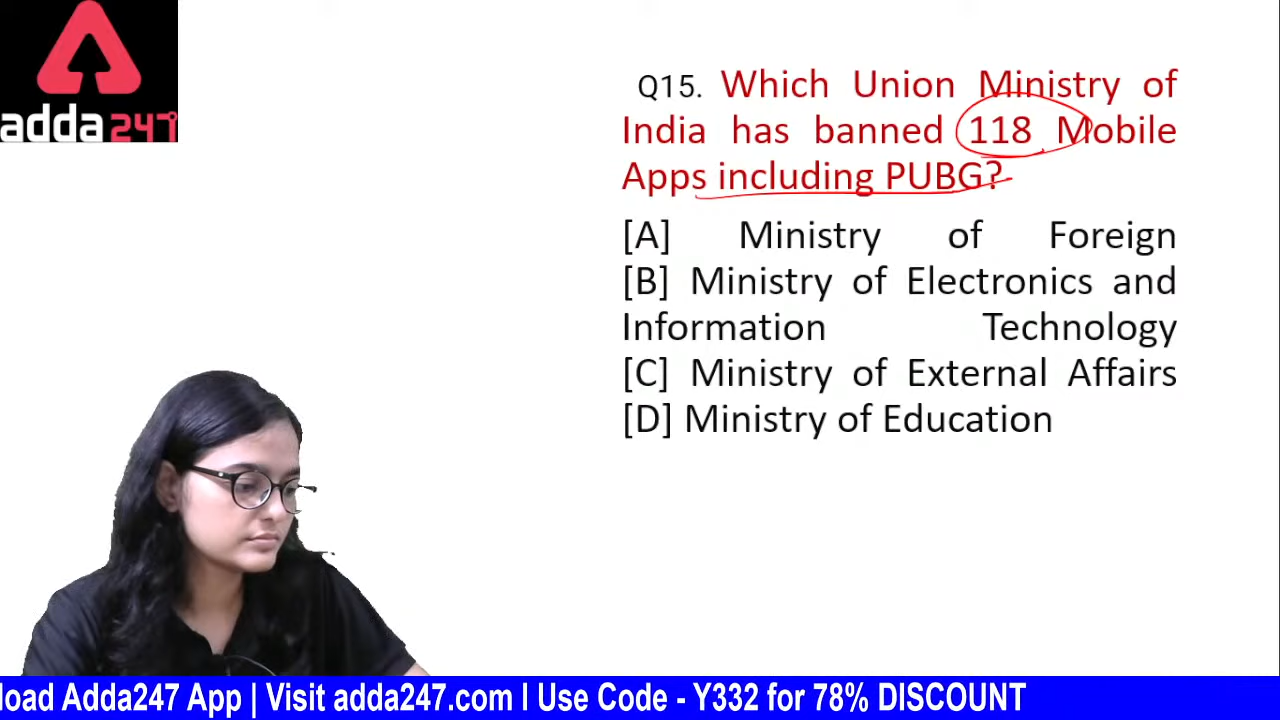 adda247
Q15. Which Union Ministry of
India has banned 118 Mobile
Apps including PUBG?
[A] Ministry of Foreign
[B] Ministry of Electronics and
Information Technology
[C] Ministry of External Affairs
[D] Ministry of Education
load Adda247 App | Visit adda247.com l Use Code - Y332 for 78% DISCOUNT